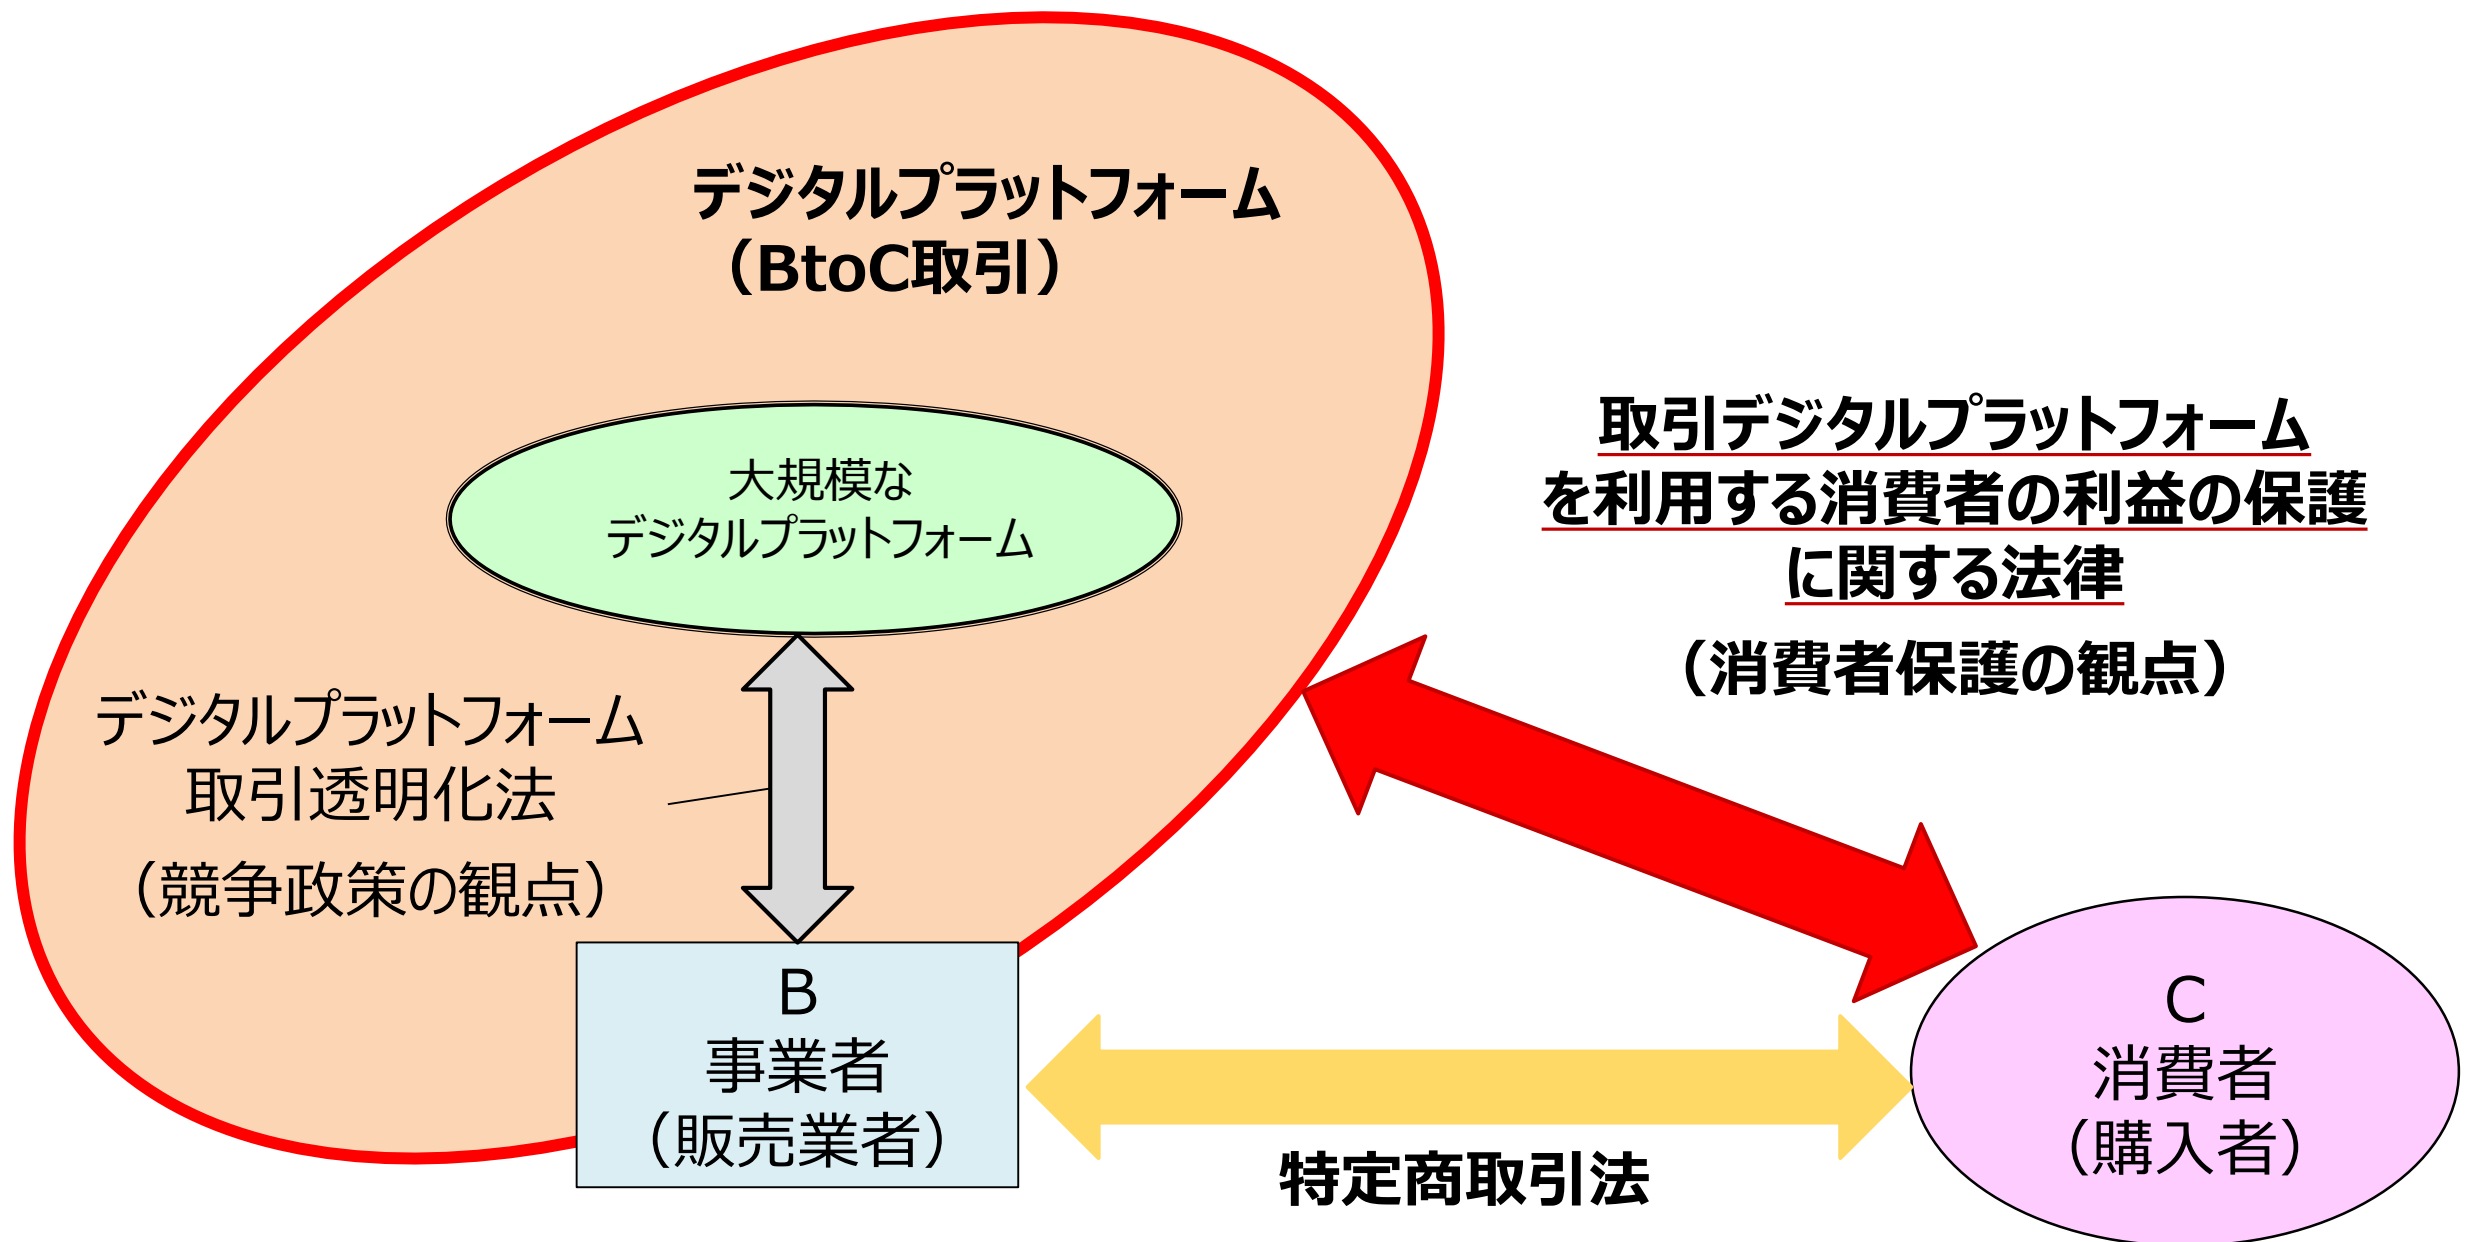 デジタルプラットフォーム
（BtoC取引）
大規模な
デジタルプラットフォーム
取引デジタルプラットフォーム
を利用する消費者の利益の保護
に関する法律
（消費者保護の観点）
デジタルプラットフォーム
取引透明化法
（競争政策の観点）
B
事業者
（販売業者）
特定商取引法
C
消費者
（購入者）